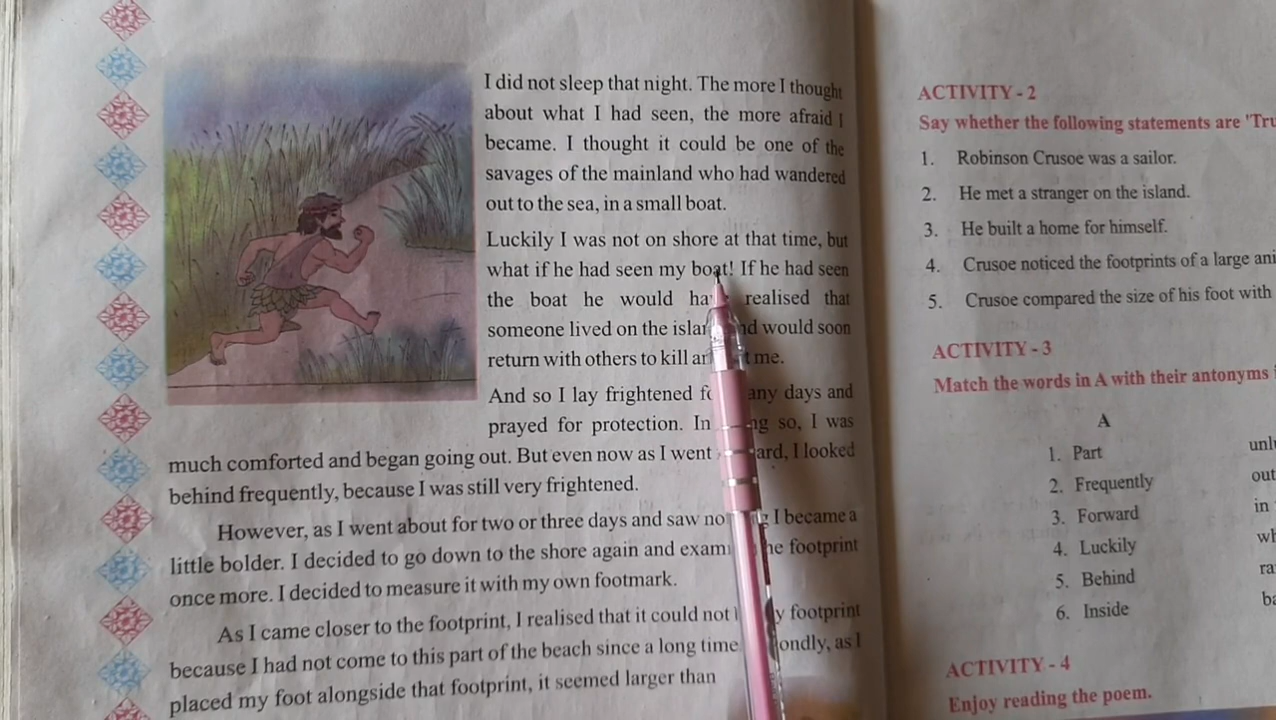 I did not sleep that night. The more I thought
about what I had seen, the more afraid I
became. I thought it could be one of the
savages of the mainland who had wandered
out to the sea, in a small boat.
Luckily I was not on shore at that time, but
what if he had seen my boat! If he had seen
the boat he would realised that
someone lived on the would soon
return with others to kill me.
And so I lay frightened days and
prayed for protection. In so, I was
much comforted and began going out. But even now as I went I looked
behind frequently, because I was still very frightened.
However, as I went about for two or three days and saw I became a
little bolder. I decided to go down to the shore again and footprint
once more. I decided to measure it with my own footmark.
As I came closer to the footprint, I realised that it could not footprint
because I had not come to this part of the beach since a long time as I
placed my foot alongside that footprint, it seemed larger than
ACTIVITY - 2
Say whether the following statements are
1. Robinson Crusoe was a sailor.
2. He met a stranger on the island.
3. He built a home for himself.
4. Crusoe noticed the footprints of a large
5. Crusoe compared the size of his foot with
ACTIVITY - 3
Match the words in A with their antonyms
A
1. Part
2. Frequently
3. Forward
4. Luckily
5. Behind
6. Inside
out
in
ACTIVITY - 4
Enjoy reading the poem.